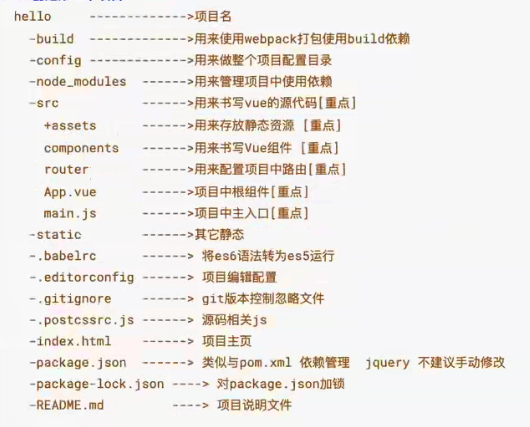 hello     ------------->项目名
  -build  ------------->用来使用webpack打包使用build依赖
  -config ------------->用来做整个项目配置目录
  -node_modules  ------>用来管理项目中使用依赖
  -src           ------>用来书写vue的源代码[重点]
    +assets      ------>用来存放静态资源 [重点]
    components   ------>用来书写Vue组件 [重点]
    router       ------>用来配置项目中路由[重点]
    App.vue      ------>项目中根组件[重点]
    main.js      ------>项目中主入口[重点]
  -static        ------>其它静态
  -.babelrc      ------> 将es6语法转为es5运行
  -.editorconfig ------> 项目编辑配置
  -.gitignore    ------> git版本控制忽略文件
  -.postcssrc.js ------> 源码相关js
  -index.html    ------> 项目主页
  -package.json  ------> 类似与pom.xml 依赖管理  jquery 不建议手动修改
  -package-lock.json ----> 对package.json加锁
  -README.md         ----> 项目说明文件